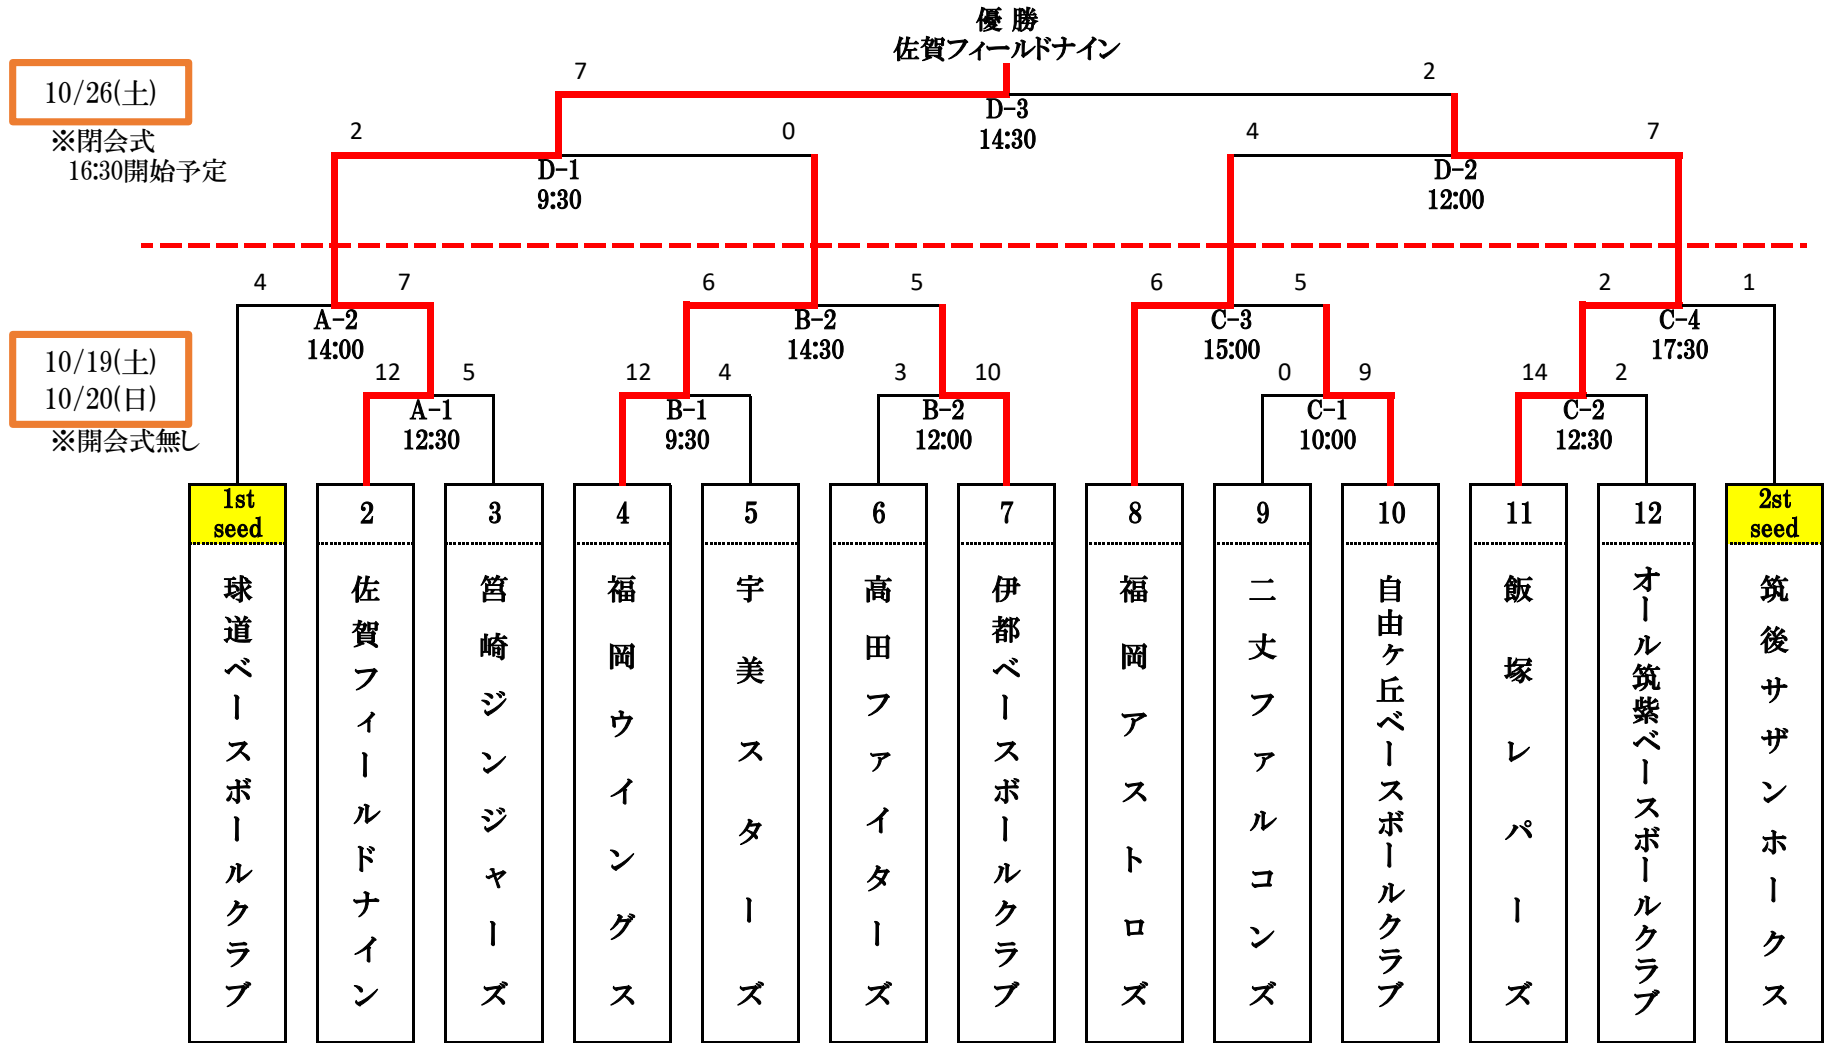 優 勝
佐賀フィールドナイン
7
2
10/26(土)
D-3
14:30
※閉会式
16:30開始予定
2
0
4
7
D-1
9:30
D-2
12:00
4
7
6
5
6
5
2
1
A-2
14:00
B-2
14:30
C-3
15:00
C-4
17:30
10/19(土)
10/20(日)
※開会式無し
12
5
12
4
3
10
0
9
14
2
A-1
12:30
B-1
9:30
B-2
12:00
C-1
10:00
C-2
12:30
1st
seed
球道ベースボールクラブ
2
佐賀フィールドナイン
3
筥崎ジンジャーズ
4
福岡ウイングス
5
宇美スターズ
6
高田ファイターズ
7
伊都ベースボールクラブ
8
福岡アストロズ
9
二丈ファルコンズ
10
自由ヶ丘ベースボールクラブ
11
飯塚レパーズ
12
オール筑紫ベースボールクラブ
2st
seed
筑後サザンホークス